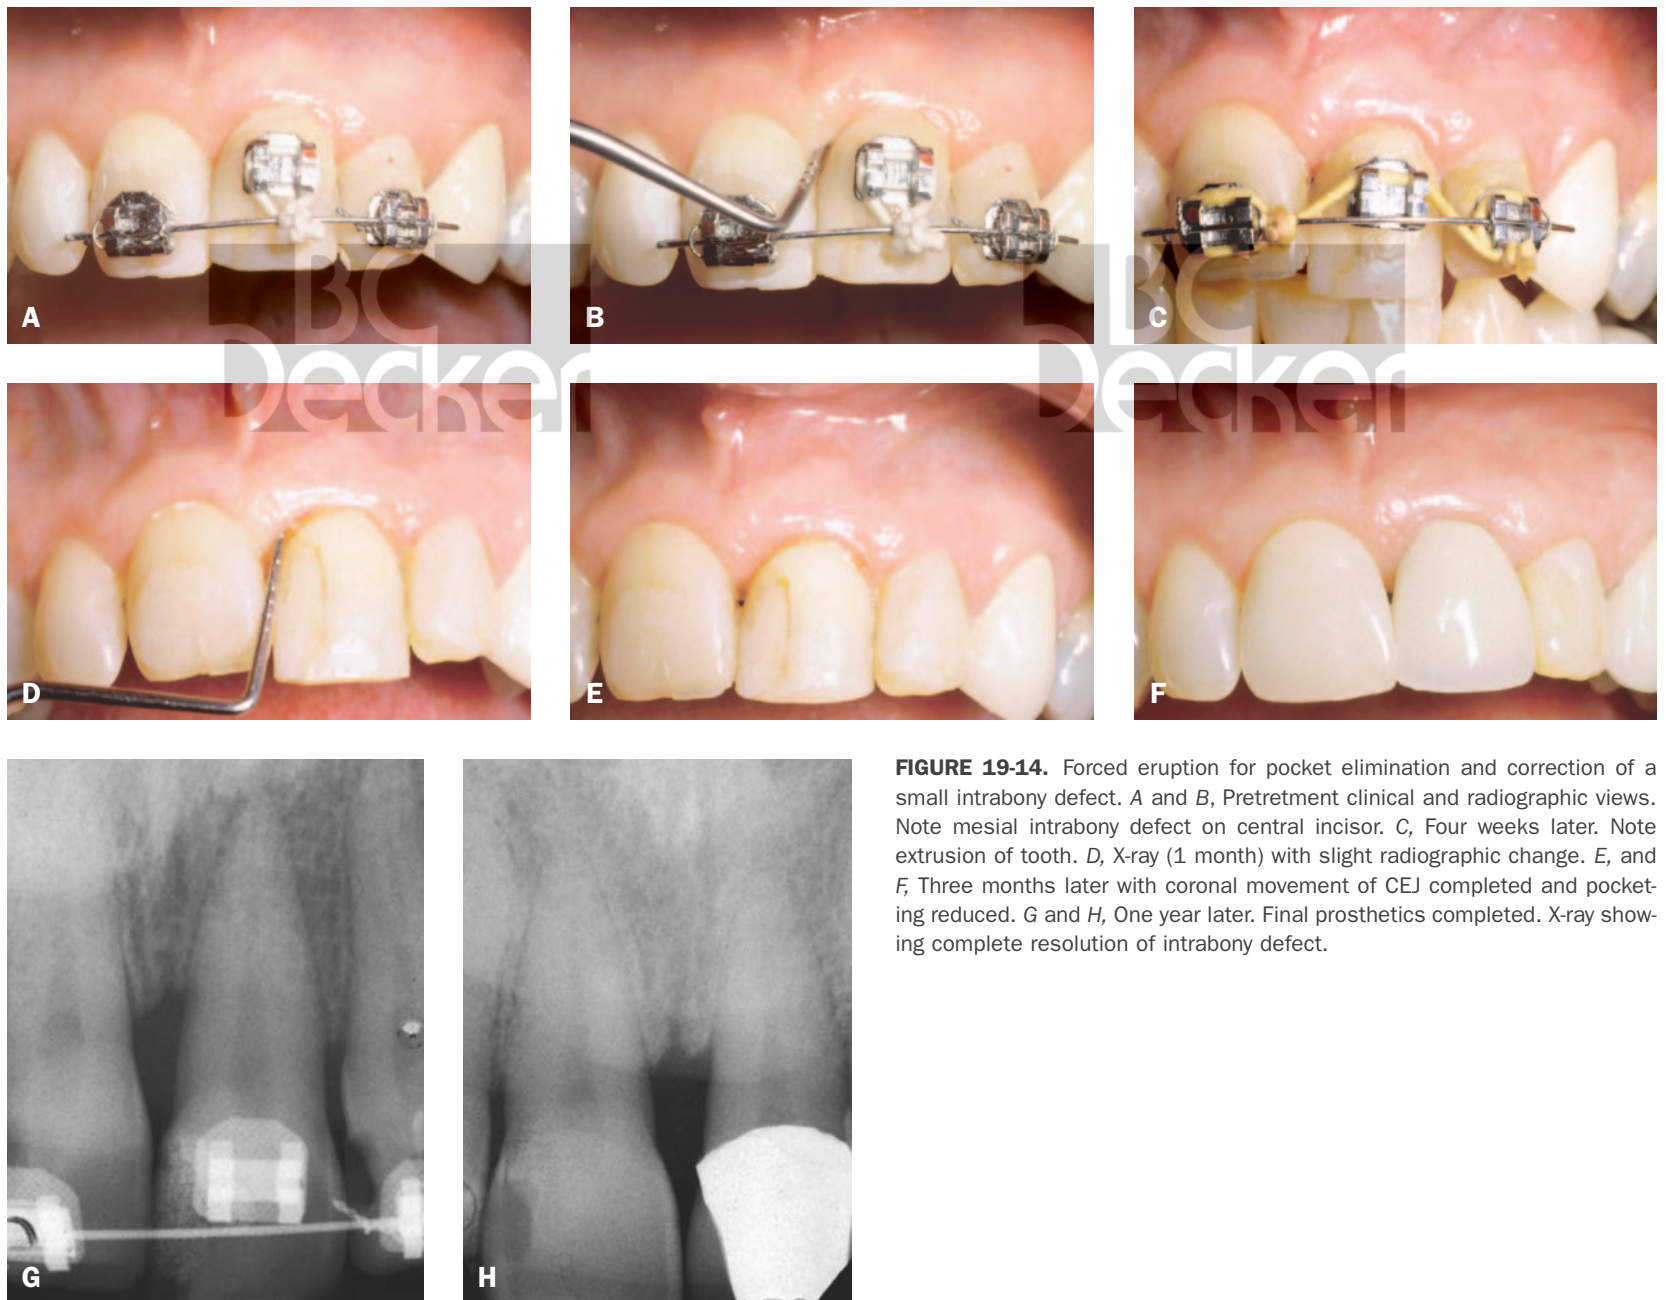 A
B
C
BC
Decker
BC
Decker
D
E
F
FIGURE 19-14. Forced eruption for pocket elimination and correction of a
small intrabony defect. A and B, Pretretment clinical and radiographic views.
Note mesial intrabony defect on central incisor. C, Four weeks later. Note
extrusion of tooth. D, X-ray (1 month) with slight radiographic change. E, and
F, Three months later with coronal movement of CEJ completed and pocket-
ing reduced. G and H, One year later. Final prosthetics completed. X-ray show-
ing complete resolution of intrabony defect.
G
H